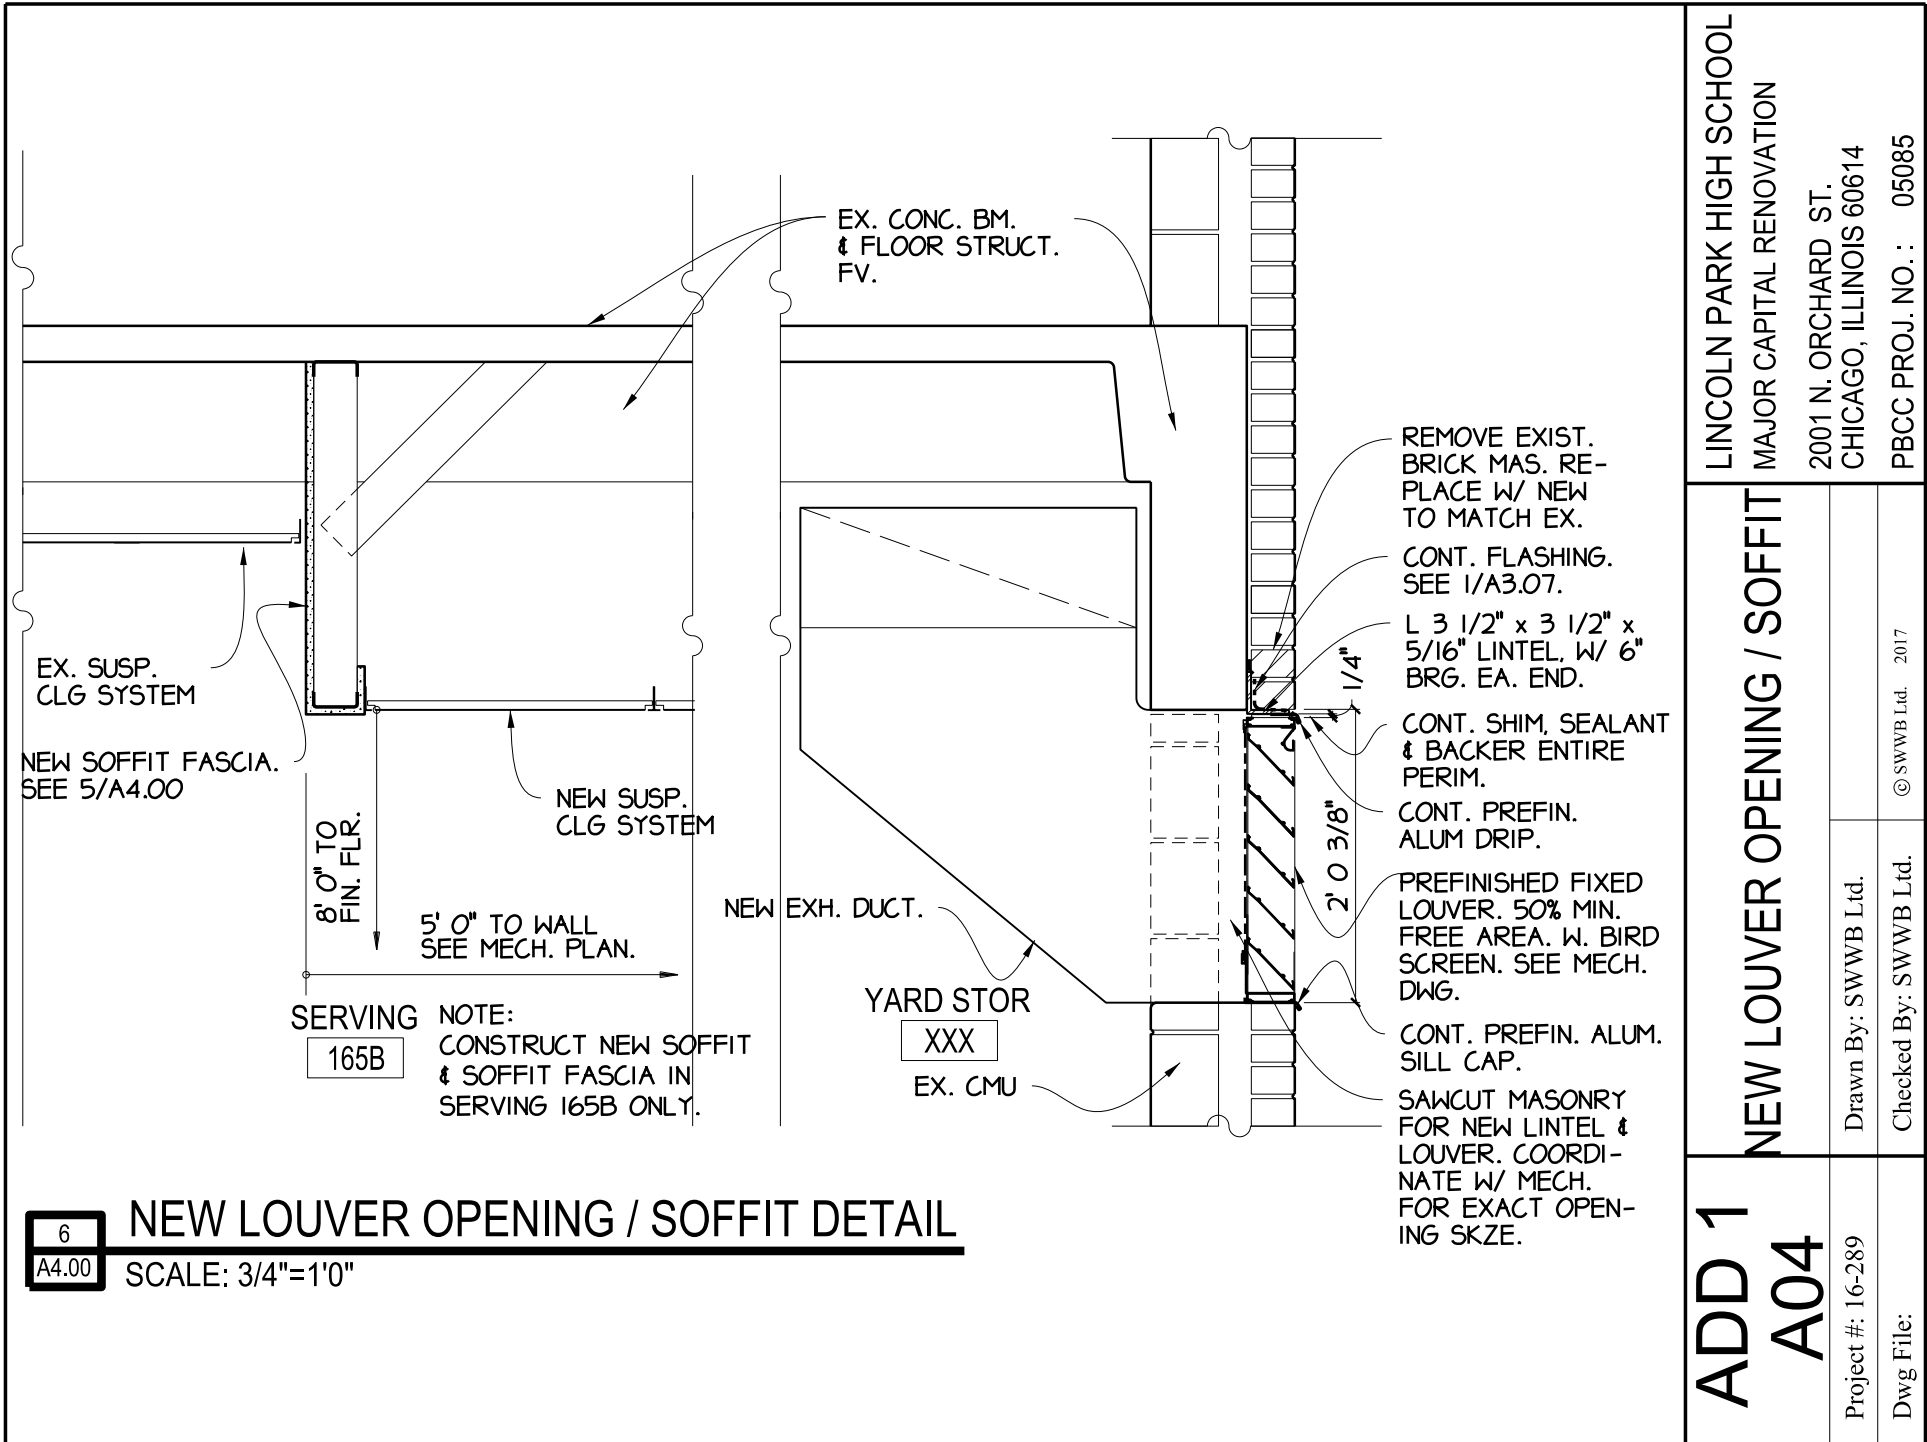 EX. CONC. BM.
& FLOOR STRUCT.
FV.
REMOVE EXIST.
BRICK MAS. RE-
PLACE W/ NEW
TO MATCH EX.
CONT. FLASHING.
SEE 1/A3.07.
L 3 1/2" x 3 1/2" x
5/16" LINTEL, W/ 6"
BRG. EA. END.
1/4"
CONT. SHIM, SEALANT
& BACKER ENTIRE
PERIM.
CONT. PREFIN.
ALUM DRIP.
2' 0 3/8"
PREFINISHED FIXED
LOUVER. 50% MIN.
FREE AREA. W. BIRD
SCREEN. SEE MECH.
DWG.
CONT. PREFIN. ALUM.
SILL CAP.
SAWCUT MASONRY
FOR NEW LINTEL &
LOUVER. COORDI-
NATE W/ MECH.
FOR EXACT OPEN-
ING SKZE.
EX. SUSP.
CLG SYSTEM
NEW SOFFIT FASCIA.
SEE 5/A4.00
NEW SUSP.
CLG SYSTEM
8' 0" TO
FIN. FLR.
5' 0" TO WALL
SEE MECH. PLAN.
NEW EXH. DUCT.
SERVING
165B
NOTE:
CONSTRUCT NEW SOFFIT
& SOFFIT FASCIA IN
SERVING 165B ONLY.
YARD STOR
XXX
EX. CMU
6
A4.00
NEW LOUVER OPENING / SOFFIT DETAIL
SCALE: 3/4"=1'0"
LINCOLN PARK HIGH SCHOOL
MAJOR CAPITAL RENOVATION
2001 N. ORCHARD ST.
CHICAGO, ILLINOIS 60614
PBCC PROJ. NO. : 05085
NEW LOUVER OPENING / SOFFIT
Drawn By: SWWB Ltd.
Checked By: SWWB Ltd.
© SWWB Ltd. 2017
ADD 1
A04
Project #: 16-289
Dwg File: